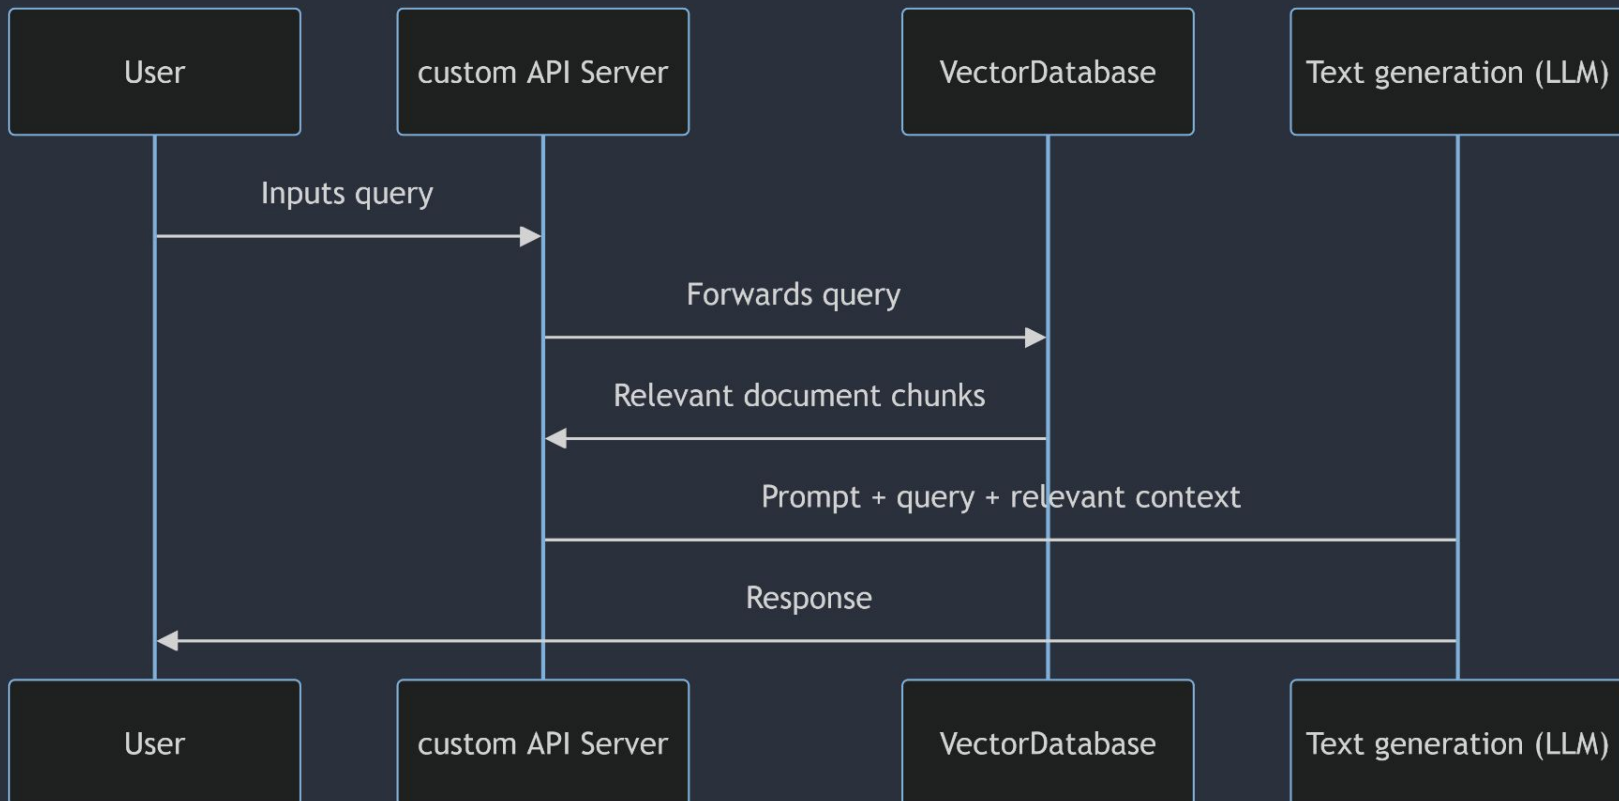 User
custom API Server
VectorDatabase
Text generation (LLM)
Inputs query
Forwards query
Relevant document chunks
Prompt + query + relevant context
Response
User
custom API Server
VectorDatabase
Text generation (LLM)